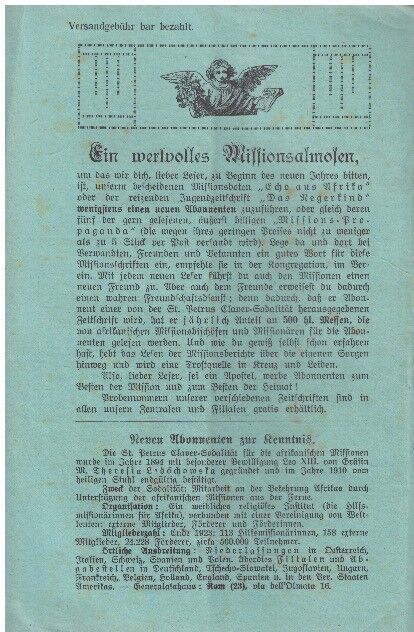 Versandgebühr bar bezahlt.
Ein wertvolles Missionsalmosen,
um das wir dich, lieber Leser, zu Beginn des neuen Jahres bitten,
ist, unserm bescheidenen Missionsboten „Echo aus Afrika"
oder der reizenden Jugendzeitschrift „Das Negerkind"
wenigstens einen neuen Abonnenten zuzuführen, oder gleich deren
fünf der gern gelesenen, äußerst billigen „Missions-Pro-
paganda" (die wegen ihres geringen Preises nicht zu weniger
als zu 5 Stück per Post versandt wird). Lege da und dort bei
Verwandten, Freunden und Bekannten ein gutes Wort für diese
Missionsschriften ein, empfehle sie in der Kongregation, im Ver-
ein. Mit jedem neuen Leser führst du auch den Missionen einen
neuen Freund zu. Aber auch dem Freunde erweisest du dadurch
einen wahren Freundschaftsdienst; denn dadurch, daß er Abon-
nent einer von der St. Petrus Claver-Sodalität herausgegebenen
Zeitschrift wird, hat er jährlich Anteil an 500 hl. Messen, die
von afrikanischen Missionsbischöfen und Missionären für die Abon-
nenten gelesen werden. Und wie du gewiß selbst schon erfahren
hast, hebt das Lesen der Missionsberichte über die eigenen Sorgen
hinweg und wird eine Trostquelle in Kreuz und Leiden.
Also, lieber Leser, sei ein Apostel, werbe Abonnenten zum
Besten der Mission und zum Besten der Heimat!
Probenummern unserer verschiedenen Zeitschriften sind in
allen unsern Zentralen und Filialen gratis erhältlich.
Neuen Abonnenten zur Kenntnis.
Die St. Petrus Claver-Sodalität für die afrikanischen Missionen
wurde im Jahre 1894 mit besonderer Bewilligung Leo XIII. von Gräfin
M. Theresia Ledóchowska gegründet und im Jahre 1910 vom
heiligen Stuhl endgültig bestätigt.
Zweck der Sodalität: Mitarbeit an der Bekehrung Afrikas durch
Unterstützung der afrikanischen Missionen aus der Ferne.
Organisation: Ein weibliches religiöses Institut (die Hilfs-
missionärinnen für Afrika), verbunden mit einer Vereinigung von Welt-
leuten: externe Mitglieder, Förderer und Förderinnen.
Mitgliederzahl: Ende 1923: 113 Hilfsmissionärinnen, 158 externe
Mitglieder, 24.228 Förderer, zirka 500.000 Teilnehmer.
Örtliche Ausbreitung: Niederlassungen in Oesterreich,
Italien, Schweiz, Spanien und Polen. Überdies Filialen und Ab-
gabestellen in Deutschland, Tschecho-Slowakei, Jugoslavien, Ungarn,
Frankreich, Belgien, Holland, England, Spanien u. in den Ver. Staaten
Amerikas. — Generalatshaus: Rom (23), via dell'Olmata 16.